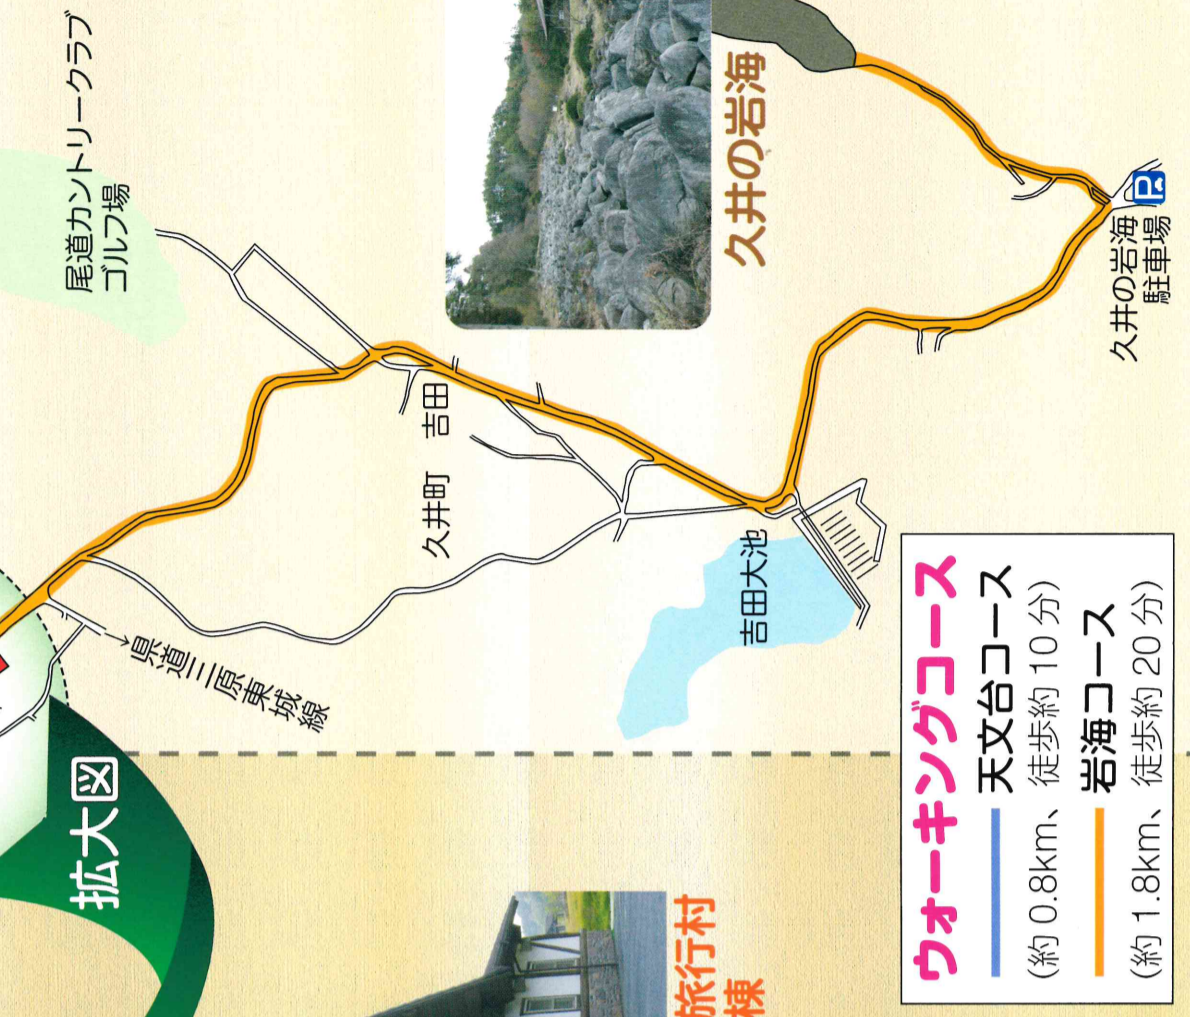 尾道カントリークラブ
ゴルフ場
久井の岩海
P
久井の岩海
駐車場
吉田
久井町
吉田大池
県道三原東城線
拡大図
旅行村
棟
ウォーキングコース
天文台コース
(約 0.8km、徒歩約 10 分)
岩海コース
(約 1.8km、徒歩約 20 分)